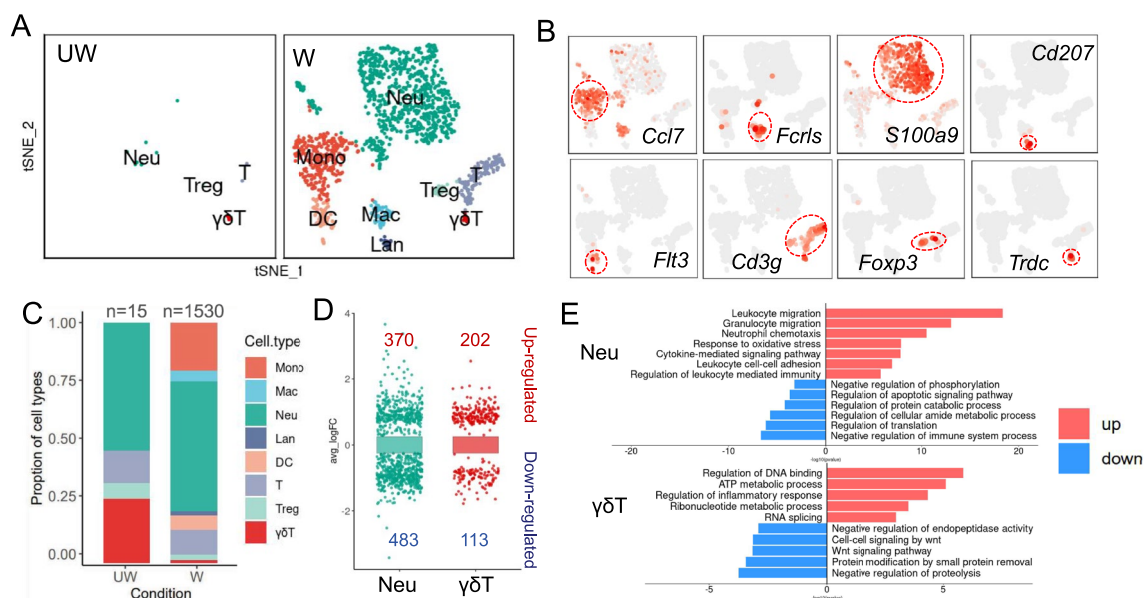 A
UW
W
Neu
Treg
T
γδT
Neu
Mono
DC
Mac
Lan
Treg
T
γδT
tSNE_2
tSNE_1
B
Ccl7
Fcrls
S100a9
Cd207
Flt3
Cd3g
Foxp3
Trdc
C
n=15
n=1530
Proption of cell types
1.00
0.75
0.50
0.25
0.00
UW
W
Condition
Cell.type
Mono
Mac
Neu
Lan
DC
T
Treg
γδT
D
370
202
483
113
avg_logFC
4
2
0
-2
Neu
γδT
Up-regulated
Down-regulated
E
Neu
Leukocyte migration
Granulocyte migration
Neutrophil chemotaxis
Response to oxidative stress
Cytokine-mediated signaling pathway
Leukocyte cell-cell adhesion
Regulation of leukocyte mediated immunity
Negative regulation of phosphorylation
Regulation of apoptotic signaling pathway
Regulation of protein catabolic process
Regulation of cellular amide metabolic process
Regulation of translation
Negative regulation of immune system process
-20
-10
0
10
20
γδT
Regulation of DNA binding
ATP metabolic process
Regulation of inflammatory response
Ribonucleotide metabolic process
RNA splicing
Negative regulation of endopeptidase activity
Cell-cell signaling by wnt
Wnt signaling pathway
Protein modification by small protein removal
Negative regulation of proteolysis
-5
0
5
up
down